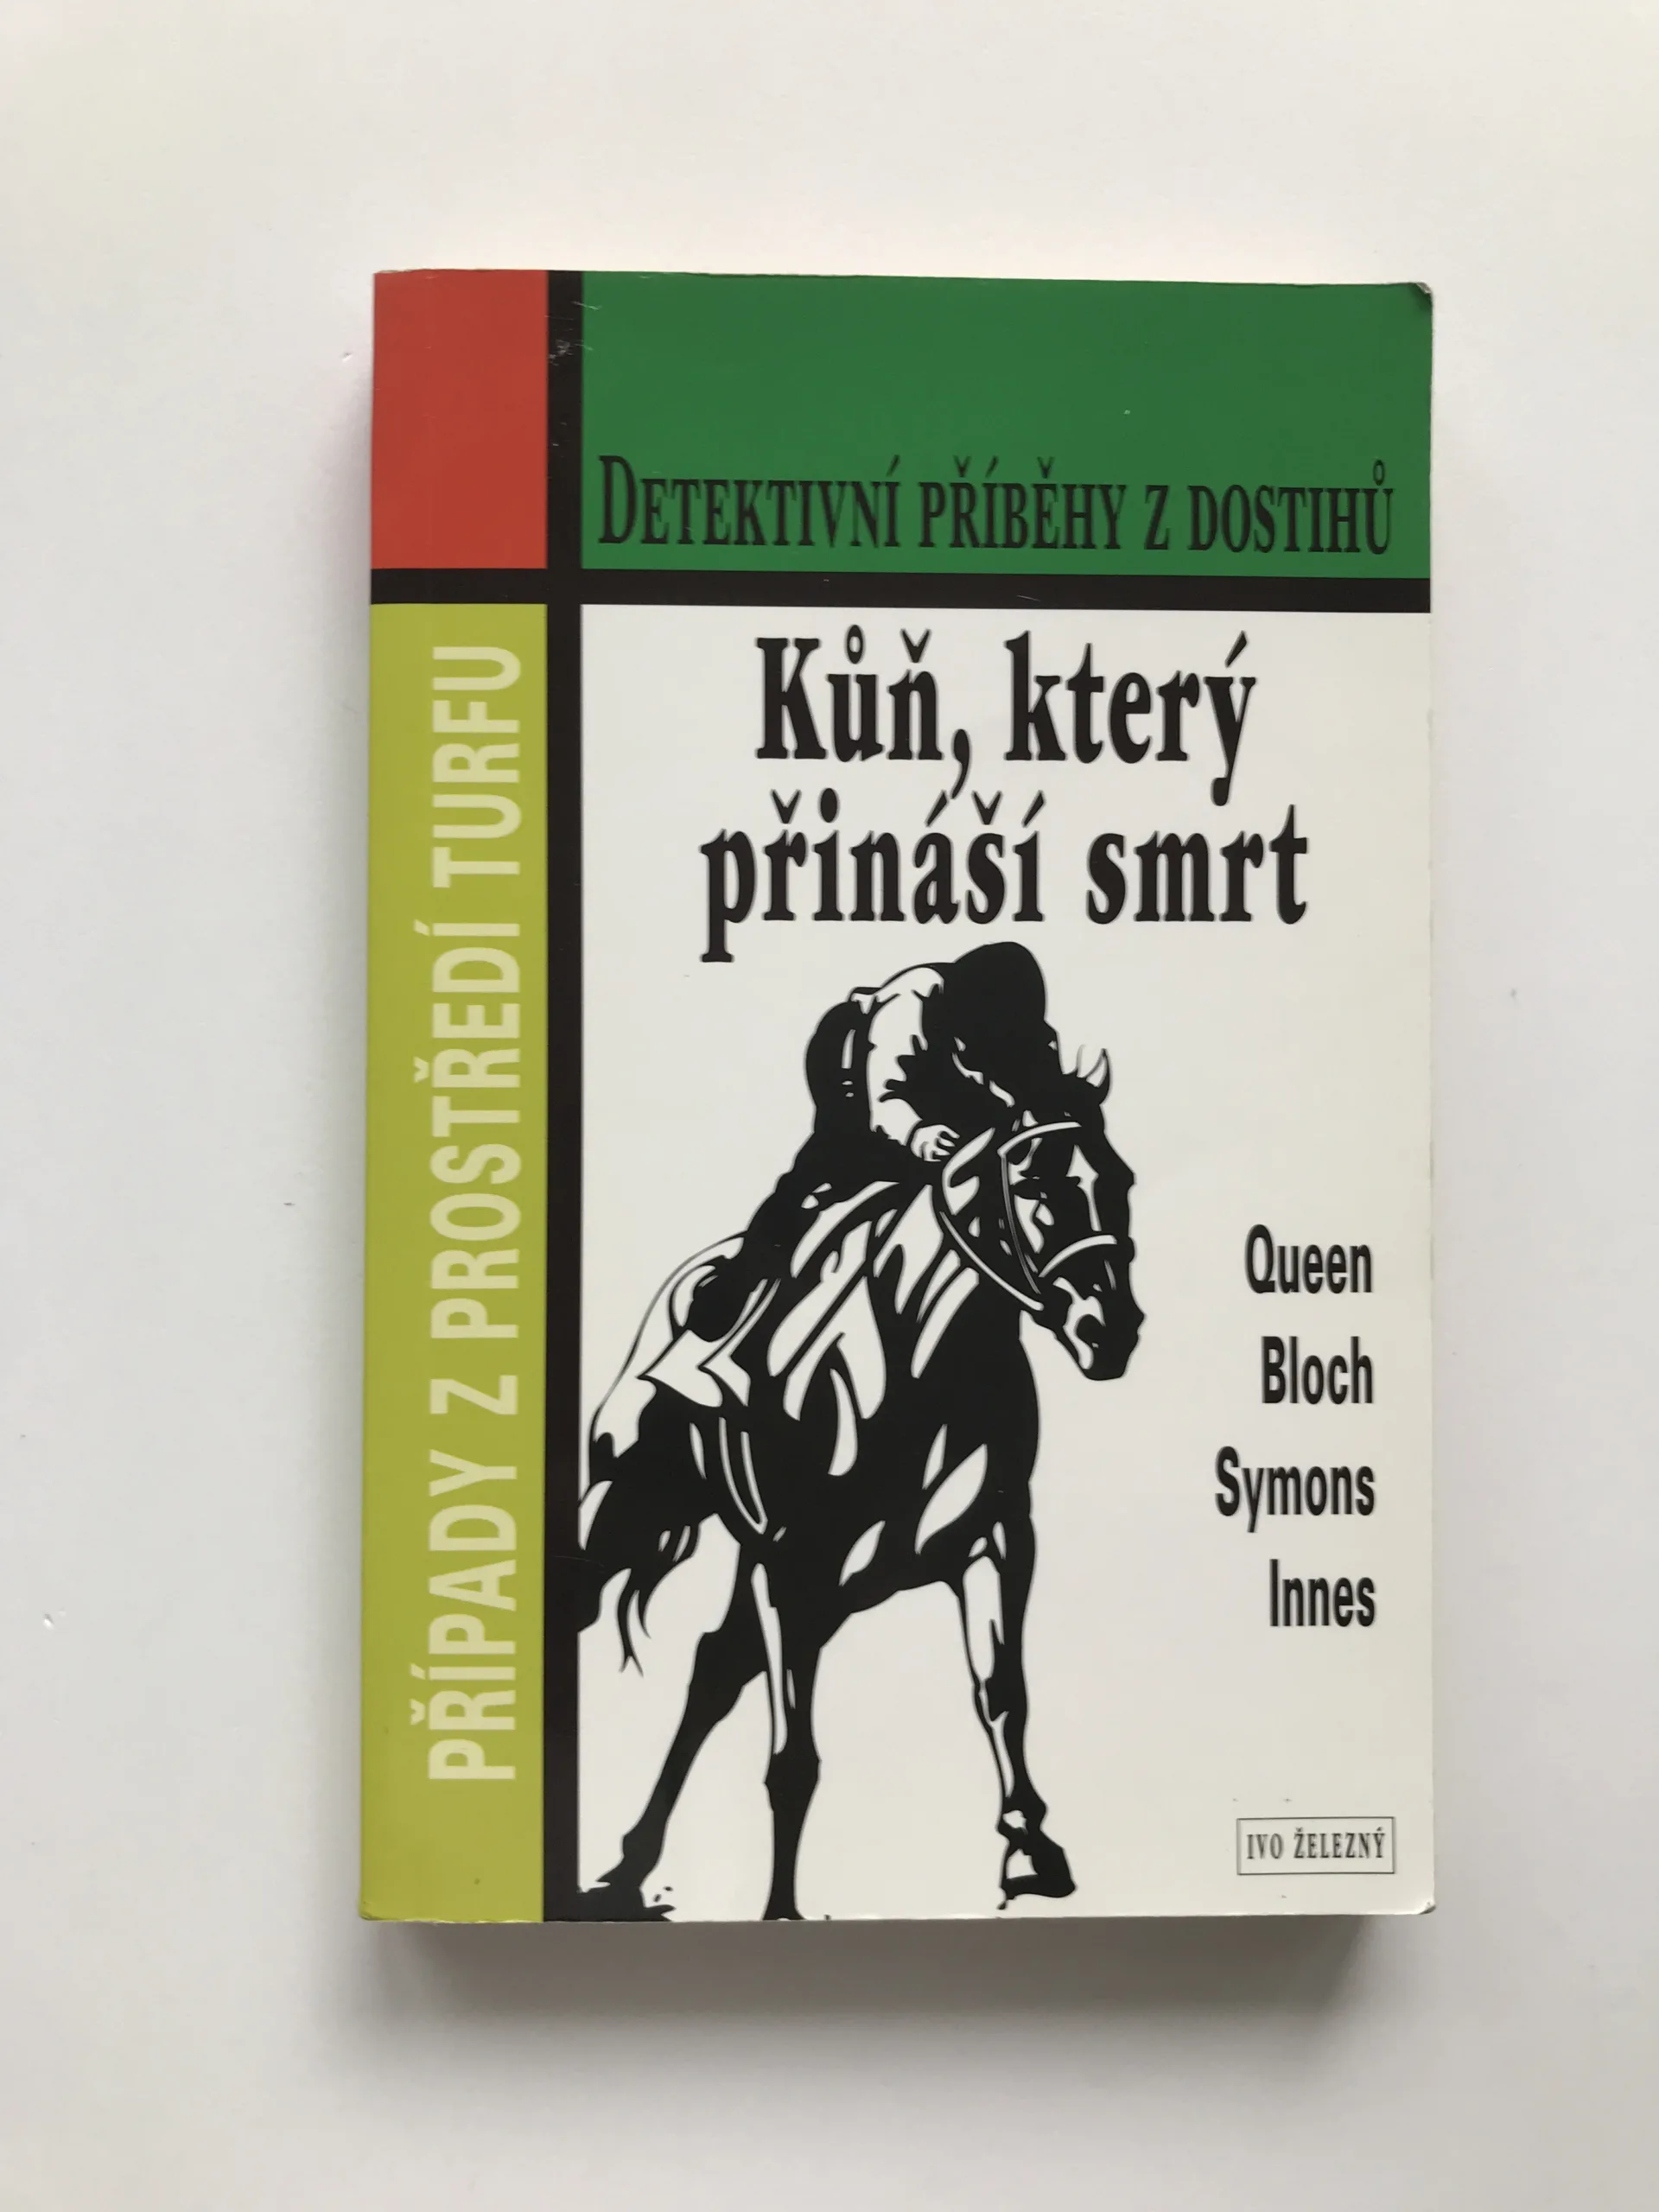 DETEKTIVNÍ PŘÍBĚHY Z DOSTIHŮ
Kůň, který
přináší smrt
PŘÍPADY Z PROSTŘEDÍ TURFU
Queen
Bloch
Symons
Innes
IVO ŽELEZNÝ